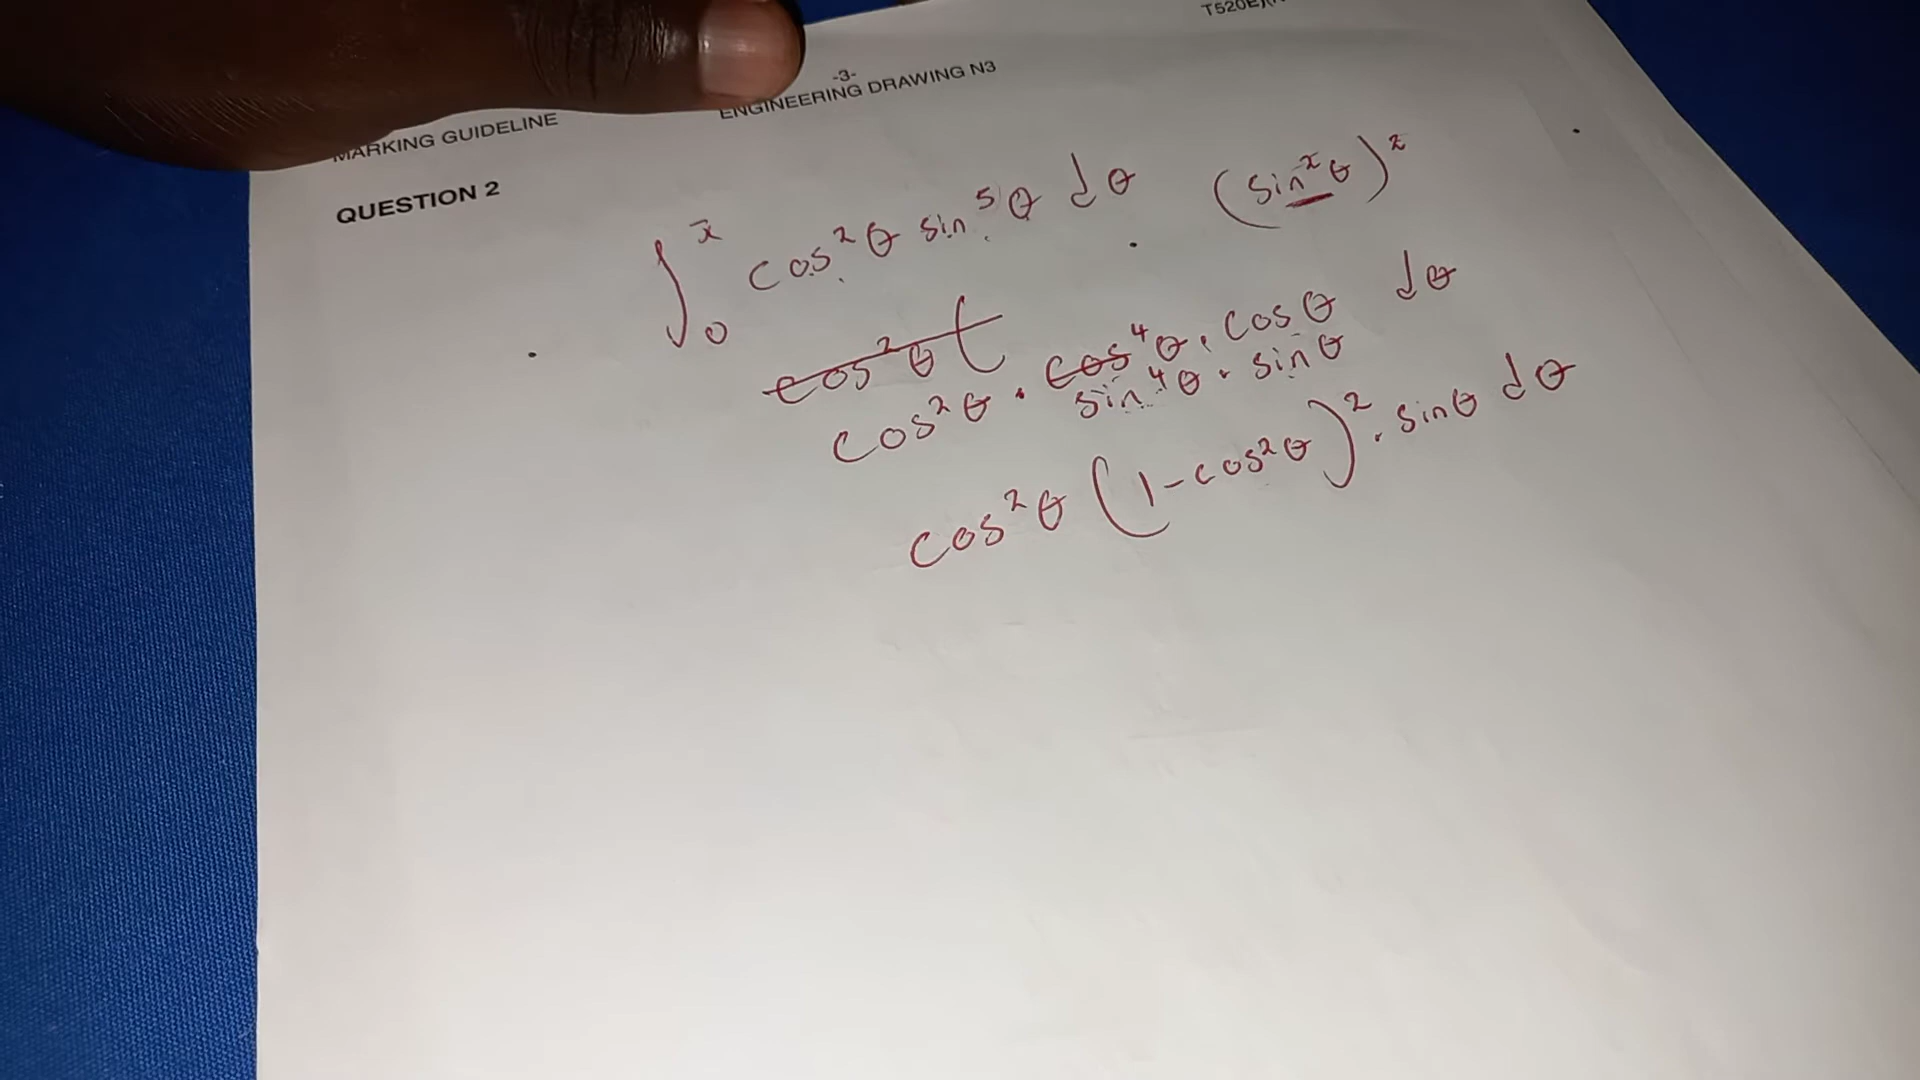 T520E
-3-
MARKING GUIDELINE ENGINEERING DRAWING N3
QUESTION 2
∫₀^π cos²θ sin⁵θ dθ (sin²θ)²
cos²θ (
cos²θ · cos⁴θ · cosθ dθ
sin⁴θ · sinθ
cos²θ (1-cos²θ)² · sinθ dθ